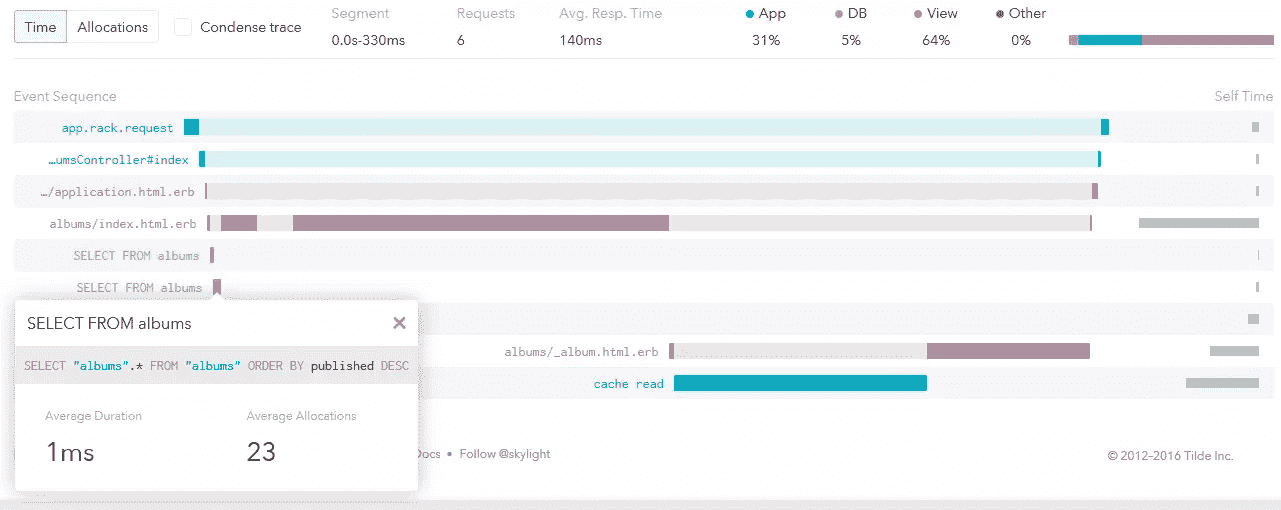 Time Allocations Condense trace
Segment Requests Avg. Resp. Time App DB View Other
0.0s-330ms 6 140ms 31% 5% 64% 0%
Event Sequence Self Time
app.rack.request
…umsController#index
…/application.html.erb
albums/index.html.erb
SELECT FROM albums
SELECT FROM albums
SELECT FROM albums
SELECT "albums".* FROM "albums" ORDER BY published DESC
Average Duration Average Allocations
1ms 23
albums/_album.html.erb
cache read
Docs • Follow @skylight
© 2012–2016 Tilde Inc.